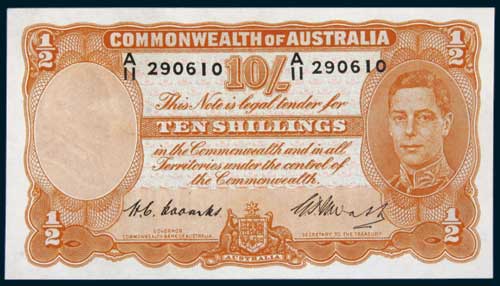 1/2 1/2
COMMONWEALTH OF AUSTRALIA
A/11 290610 A/11 290610
10/-
This Note is legal tender for
TEN SHILLINGS
in the Commonwealth and in all
Territories under the control of
the Commonwealth.
GOVERNOR
COMMONWEALTH BANK OF AUSTRALIA
SECRETARY TO THE TREASURY
1/2 AUSTRALIA 1/2